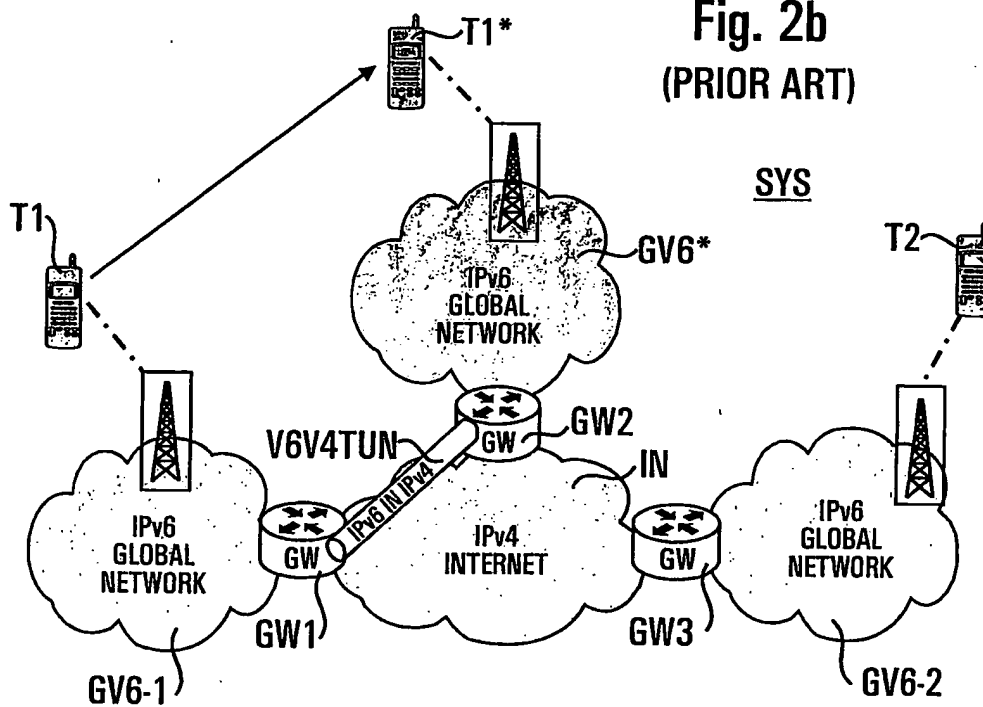 Fig. 2b
(PRIOR ART)
T1*
SYS
T1
T2
GV6*
IPv6
GLOBAL
NETWORK
V6V4TUN
GW
GW2
IN
IPv6 IN IPv4
IPv6
GLOBAL
NETWORK
GW
IPv4
INTERNET
GW
IPv6
GLOBAL
NETWORK
GW1
GW3
GV6-1
GV6-2